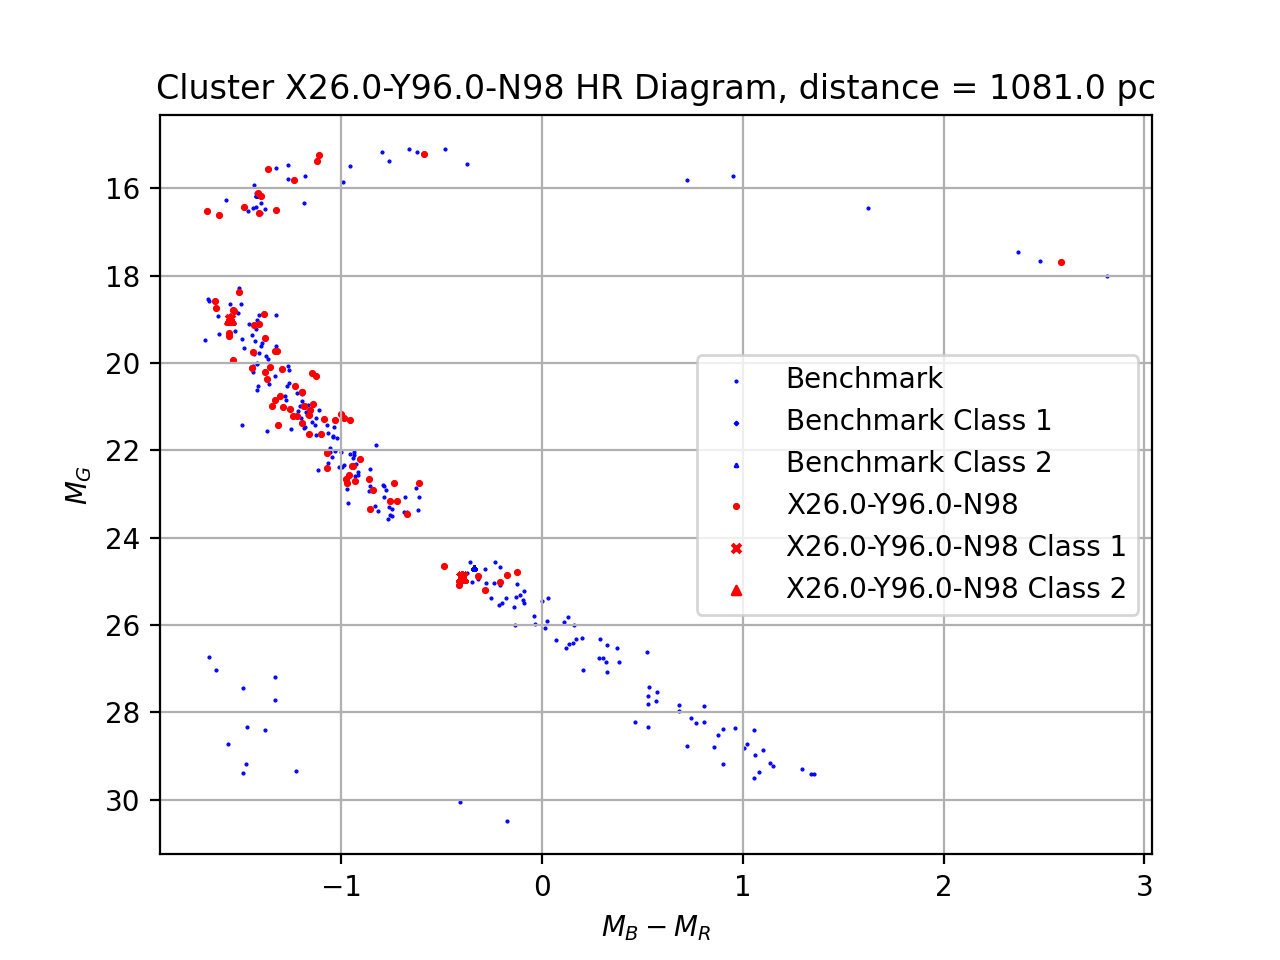 Cluster X26.0-Y96.0-N98 HR Diagram, distance = 1081.0 pc
16
18
20
22
24
26
28
30
M_G
Benchmark
Benchmark Class 1
Benchmark Class 2
X26.0-Y96.0-N98
X26.0-Y96.0-N98 Class 1
X26.0-Y96.0-N98 Class 2
−1 0 1 2 3
M_B − M_R